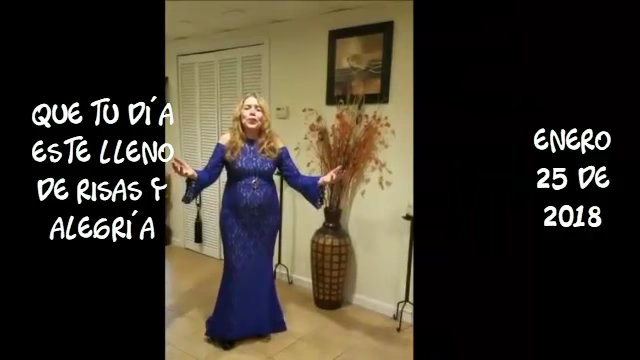 QUE TU DÍA
ESTE LLENO
DE RISAS Y
ALEGRÍA
ENERO
25 DE
2018